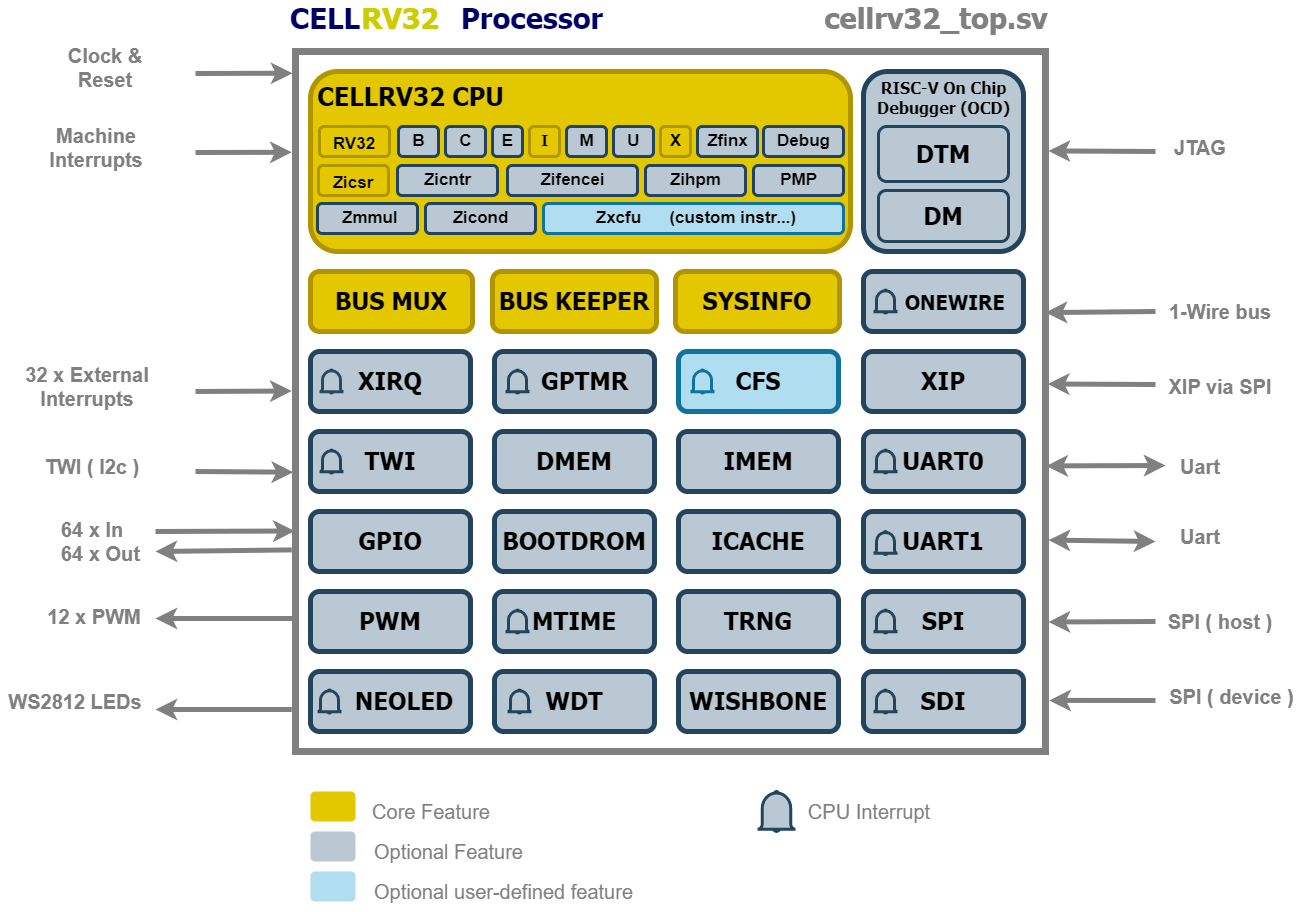 CELLRV32 Processor
cellrv32_top.sv
Clock &
Reset
Machine
Interrupts
CELLRV32 CPU
RV32
B
C
E
I
M
U
X
Zfinx
Debug
Zicsr
Zicntr
Zifencei
Zihpm
PMP
Zmmul
Zicond
Zxcfu (custom instr...)
RISC-V On Chip
Debugger (OCD)
DTM
DM
JTAG
BUS MUX
BUS KEEPER
SYSINFO
ONEWIRE
1-Wire bus
32 x External
Interrupts
XIRQ
GPTMR
CFS
XIP
XIP via SPI
TWI ( I2c )
TWI
DMEM
IMEM
UART0
Uart
64 x In
64 x Out
GPIO
BOOTDROM
ICACHE
UART1
Uart
12 x PWM
PWM
MTIME
TRNG
SPI
SPI ( host )
WS2812 LEDs
NEOLED
WDT
WISHBONE
SDI
SPI ( device )
Core Feature
CPU Interrupt
Optional Feature
Optional user-defined feature